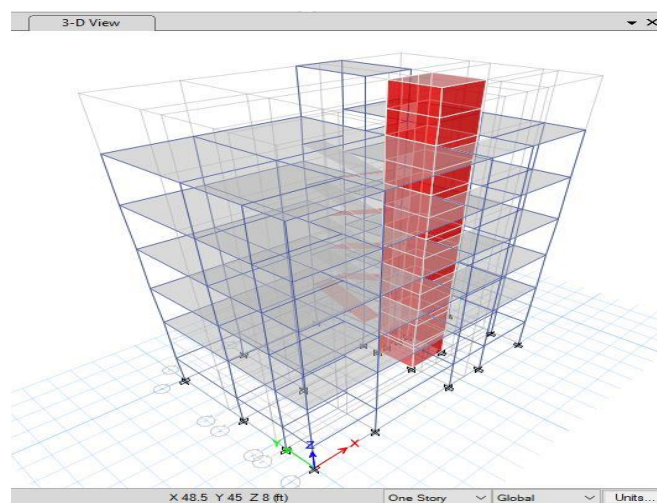 3-D View
Y
Z
X
X 48.5 Y 45 Z 8 (ft)
One Story
Global
Units...